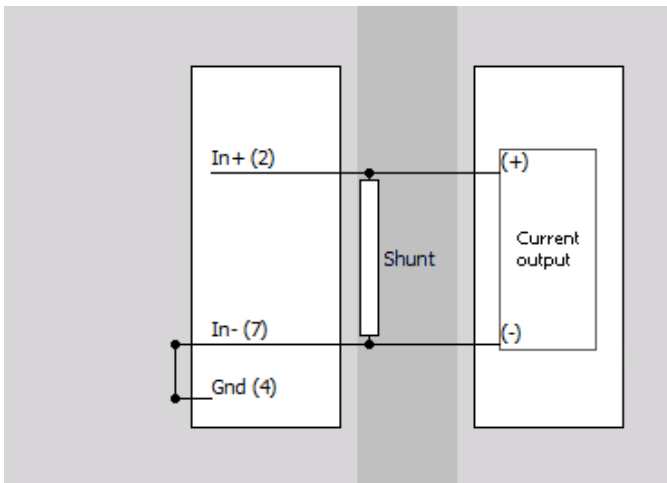 In+ (2)
(+)
Shunt
Current
output
In- (7)
(-)
Gnd (4)